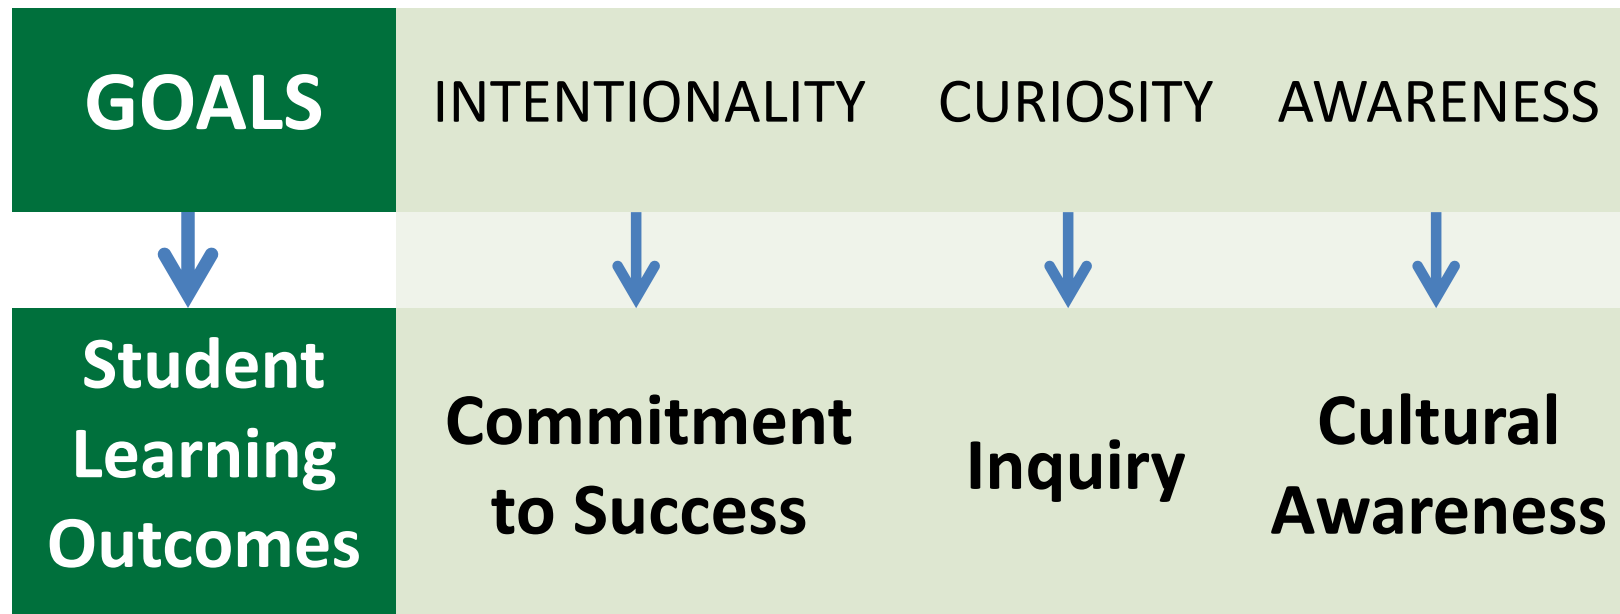 GOALS INTENTIONALITY CURIOSITY AWARENESS
Student
Learning
Outcomes
Commitment
to Success
Inquiry
Cultural
Awareness